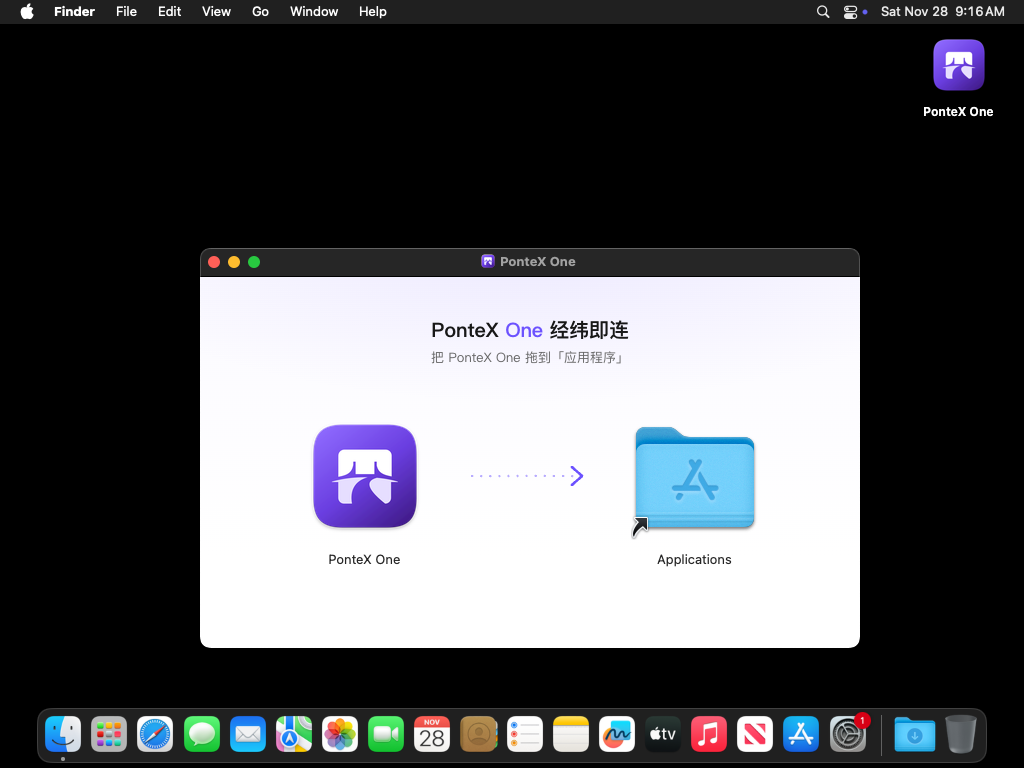 Finder File Edit View Go Window Help Sat Nov 28 9:16 AM
PonteX One
PonteX One
PonteX One 经纬即连
把 PonteX One 拖到「应用程序」
PonteX One
Applications
NOV
28
tv
1